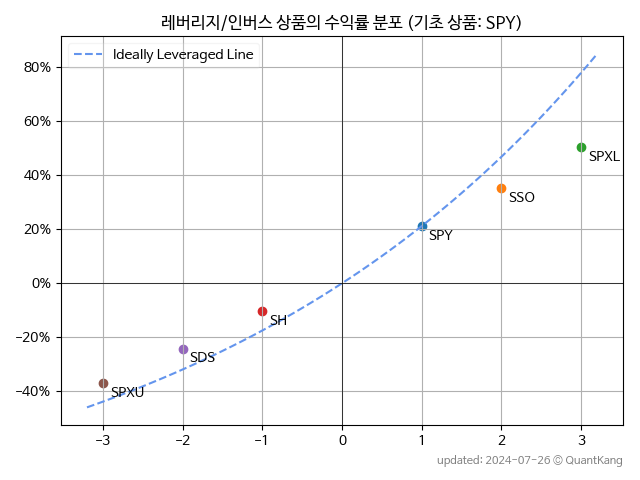 레버리지/인버스 상품의 수익률 분포 (기초 상품: SPY)
Ideally Leveraged Line
80%
60%
40%
20%
0%
−20%
−40%
SPXL
SSO
SPY
SH
SDS
SPXU
−3 −2 −1 0 1 2 3
updated: 2024-07-26 © QuantKang